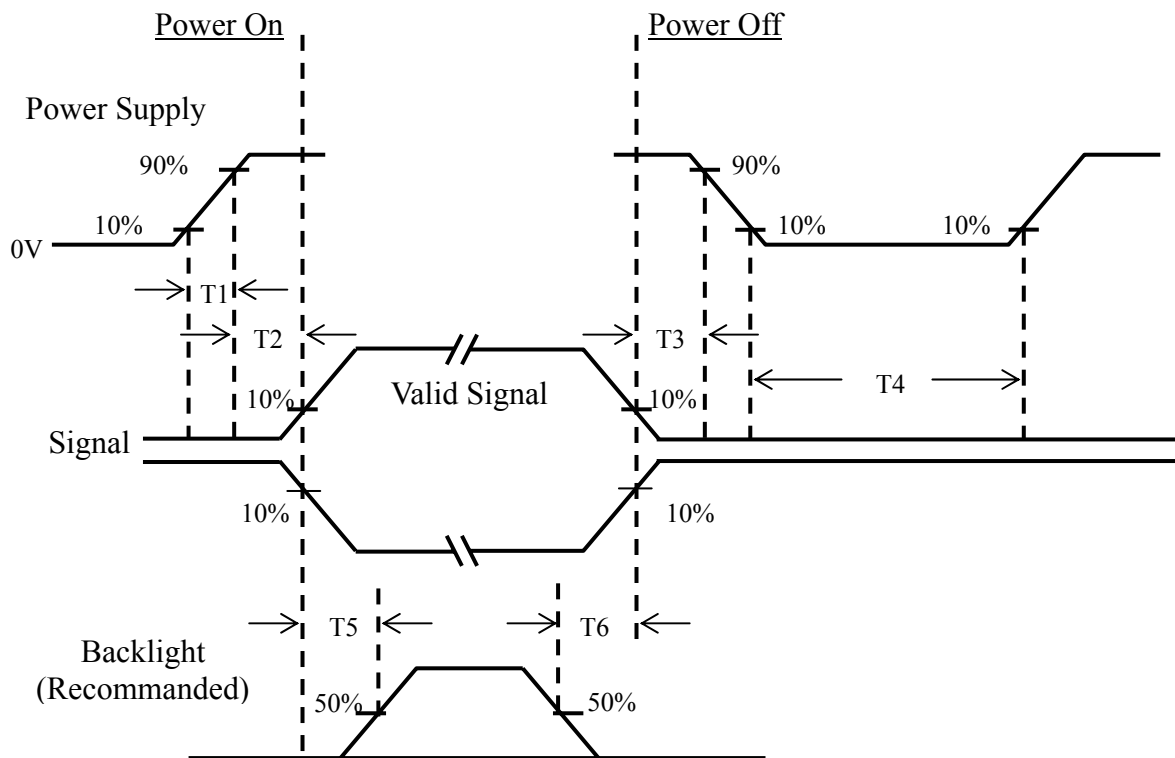 Power On
Power Off
Power Supply
90%
90%
10%
10%
10%
0V
T1
T2
T3
T4
10%
Valid Signal
10%
Signal
10%
10%
T5
T6
Backlight
(Recommanded)
50%
50%